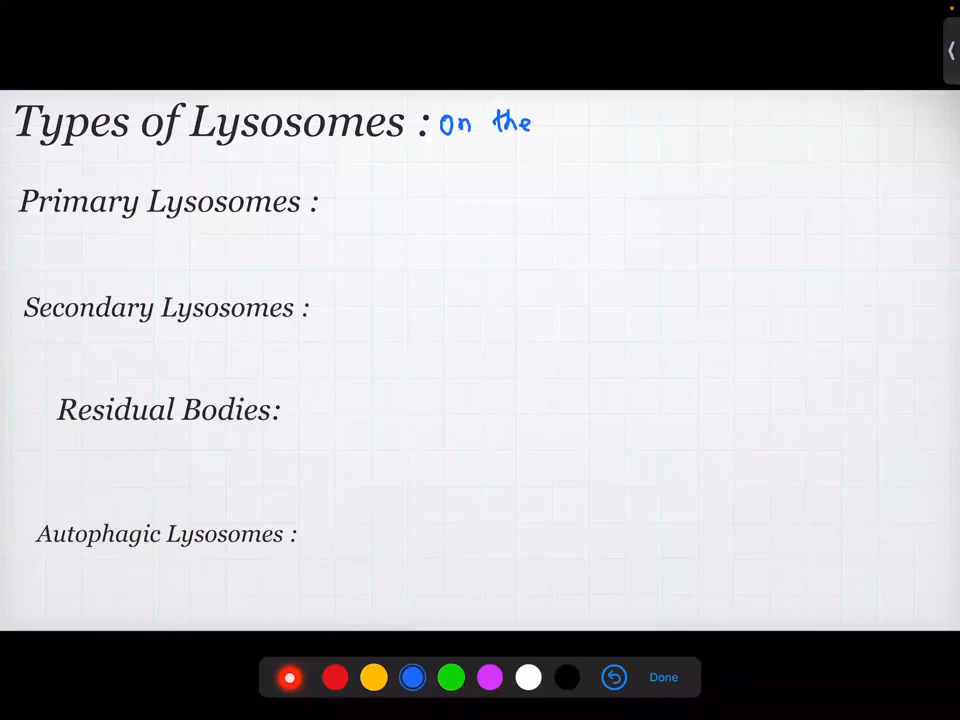 Types of Lysosomes : on the
Primary Lysosomes :
Secondary Lysosomes :
Residual Bodies:
Autophagic Lysosomes :
Done